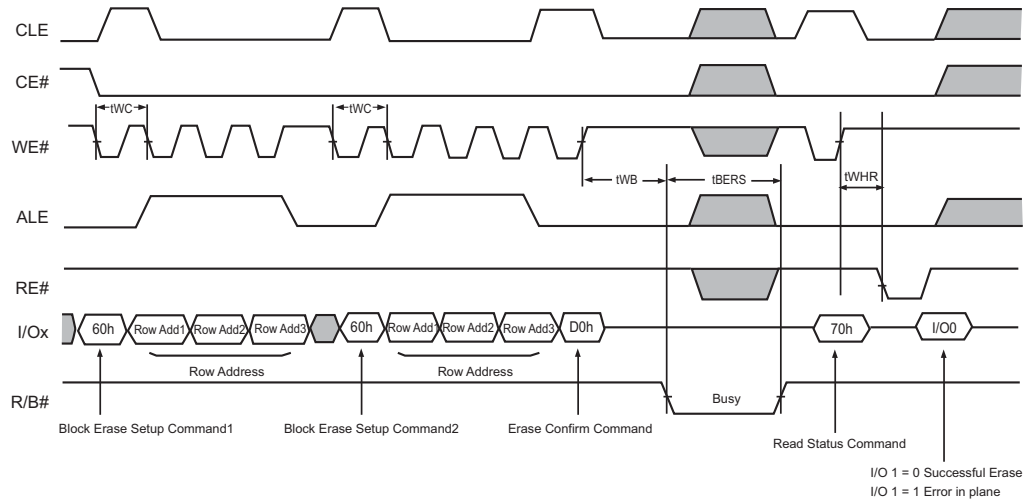 CLE
CE#
tWC
tWC
WE#
tWB
tBERS
tWHR
ALE
RE#
I/Ox
60h
Row Add1
Row Add2
Row Add3
60h
Row Add1
Row Add2
Row Add3
D0h
70h
I/O0
Row Address
Row Address
R/B#
Busy
Block Erase Setup Command1
Block Erase Setup Command2
Erase Confirm Command
Read Status Command
I/O 1 = 0 Successful Erase
I/O 1 = 1 Error in plane